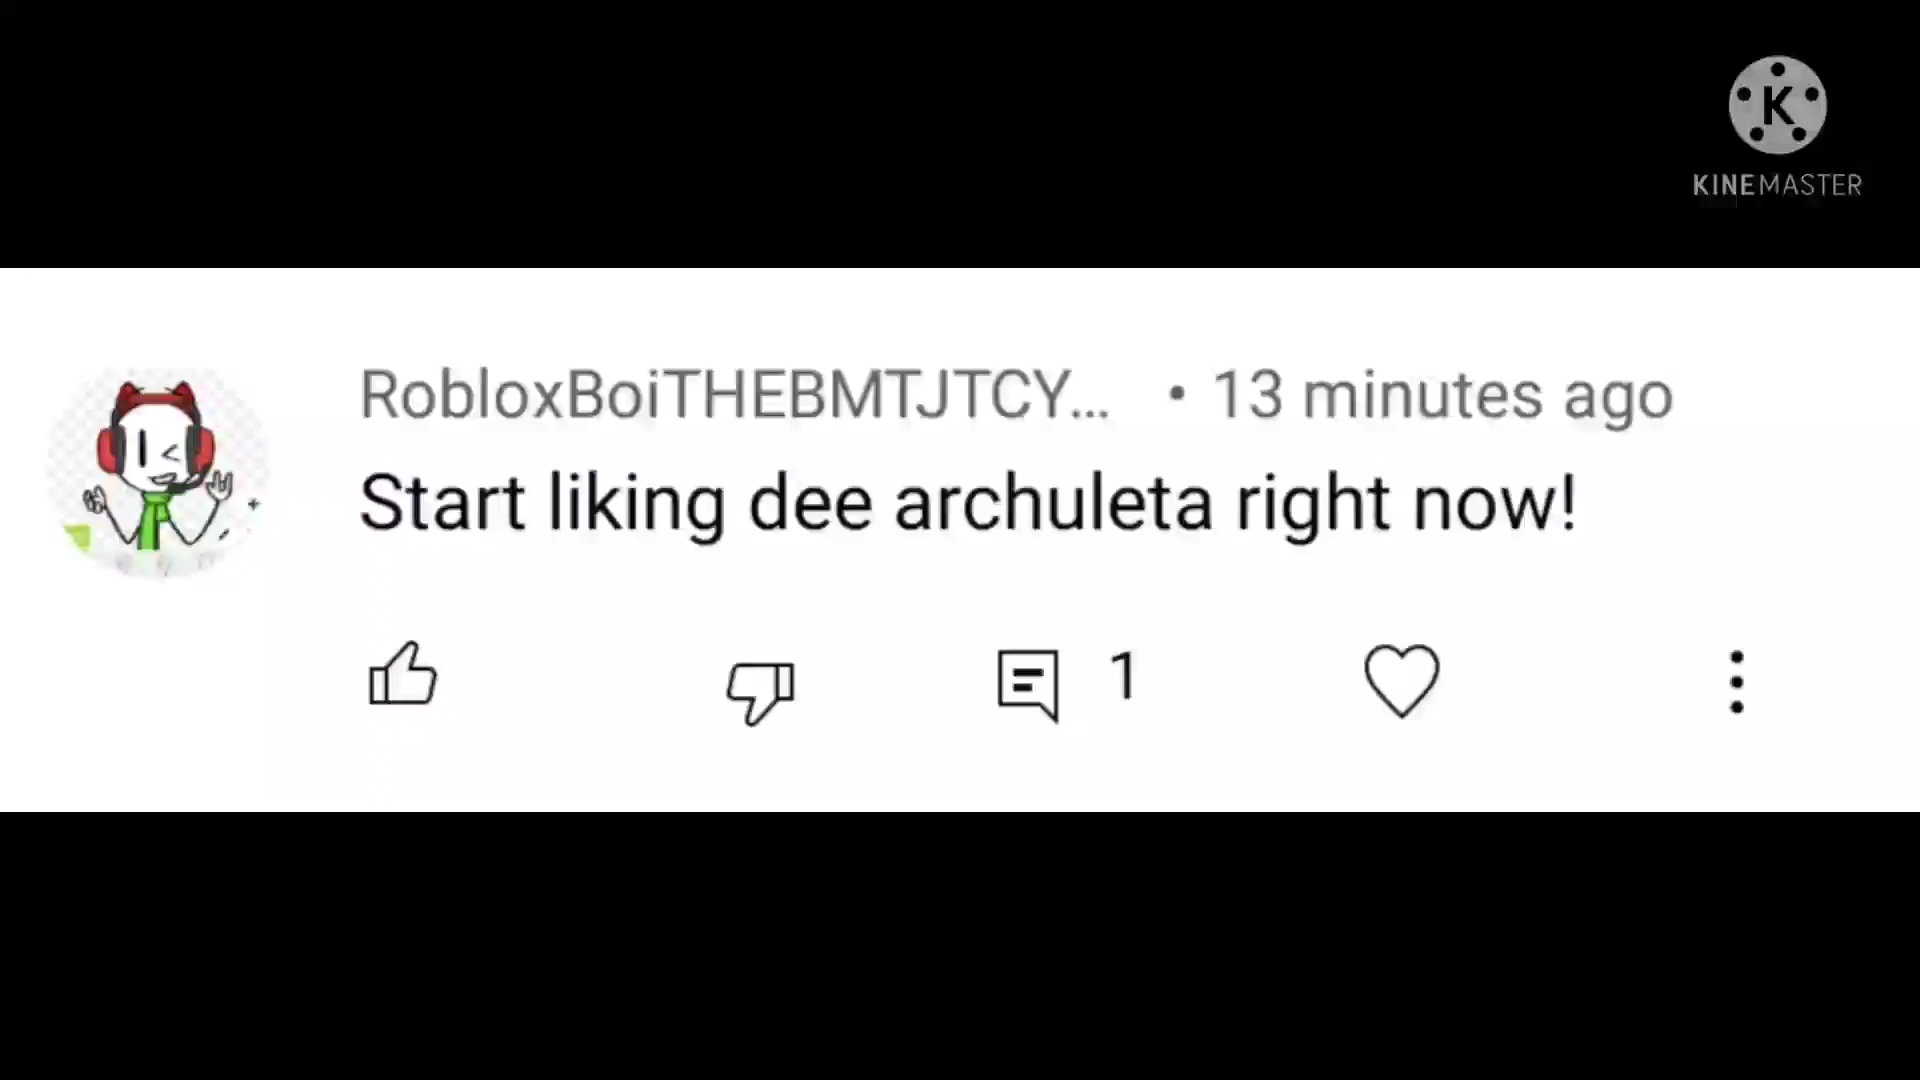 K
KINEMASTER
RobloxBoiTHEBMTJTCY... • 13 minutes ago
Start liking dee archuleta right now!
1